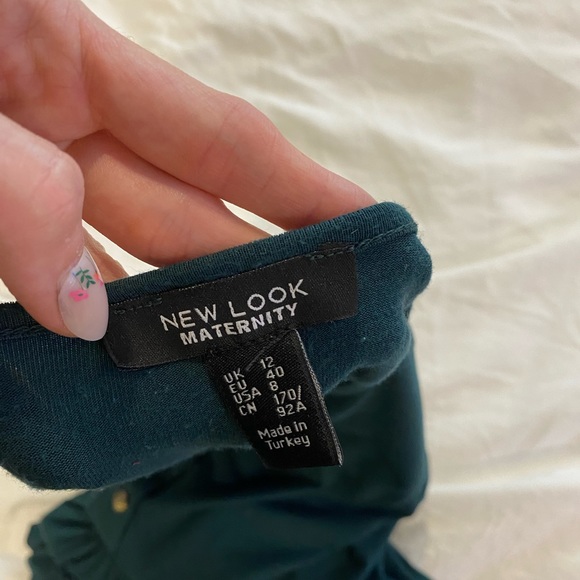 NEW LOOK
MATERNITY
UK 12
EU 40
USA 8
CN 170/
92A
Made in
Turkey